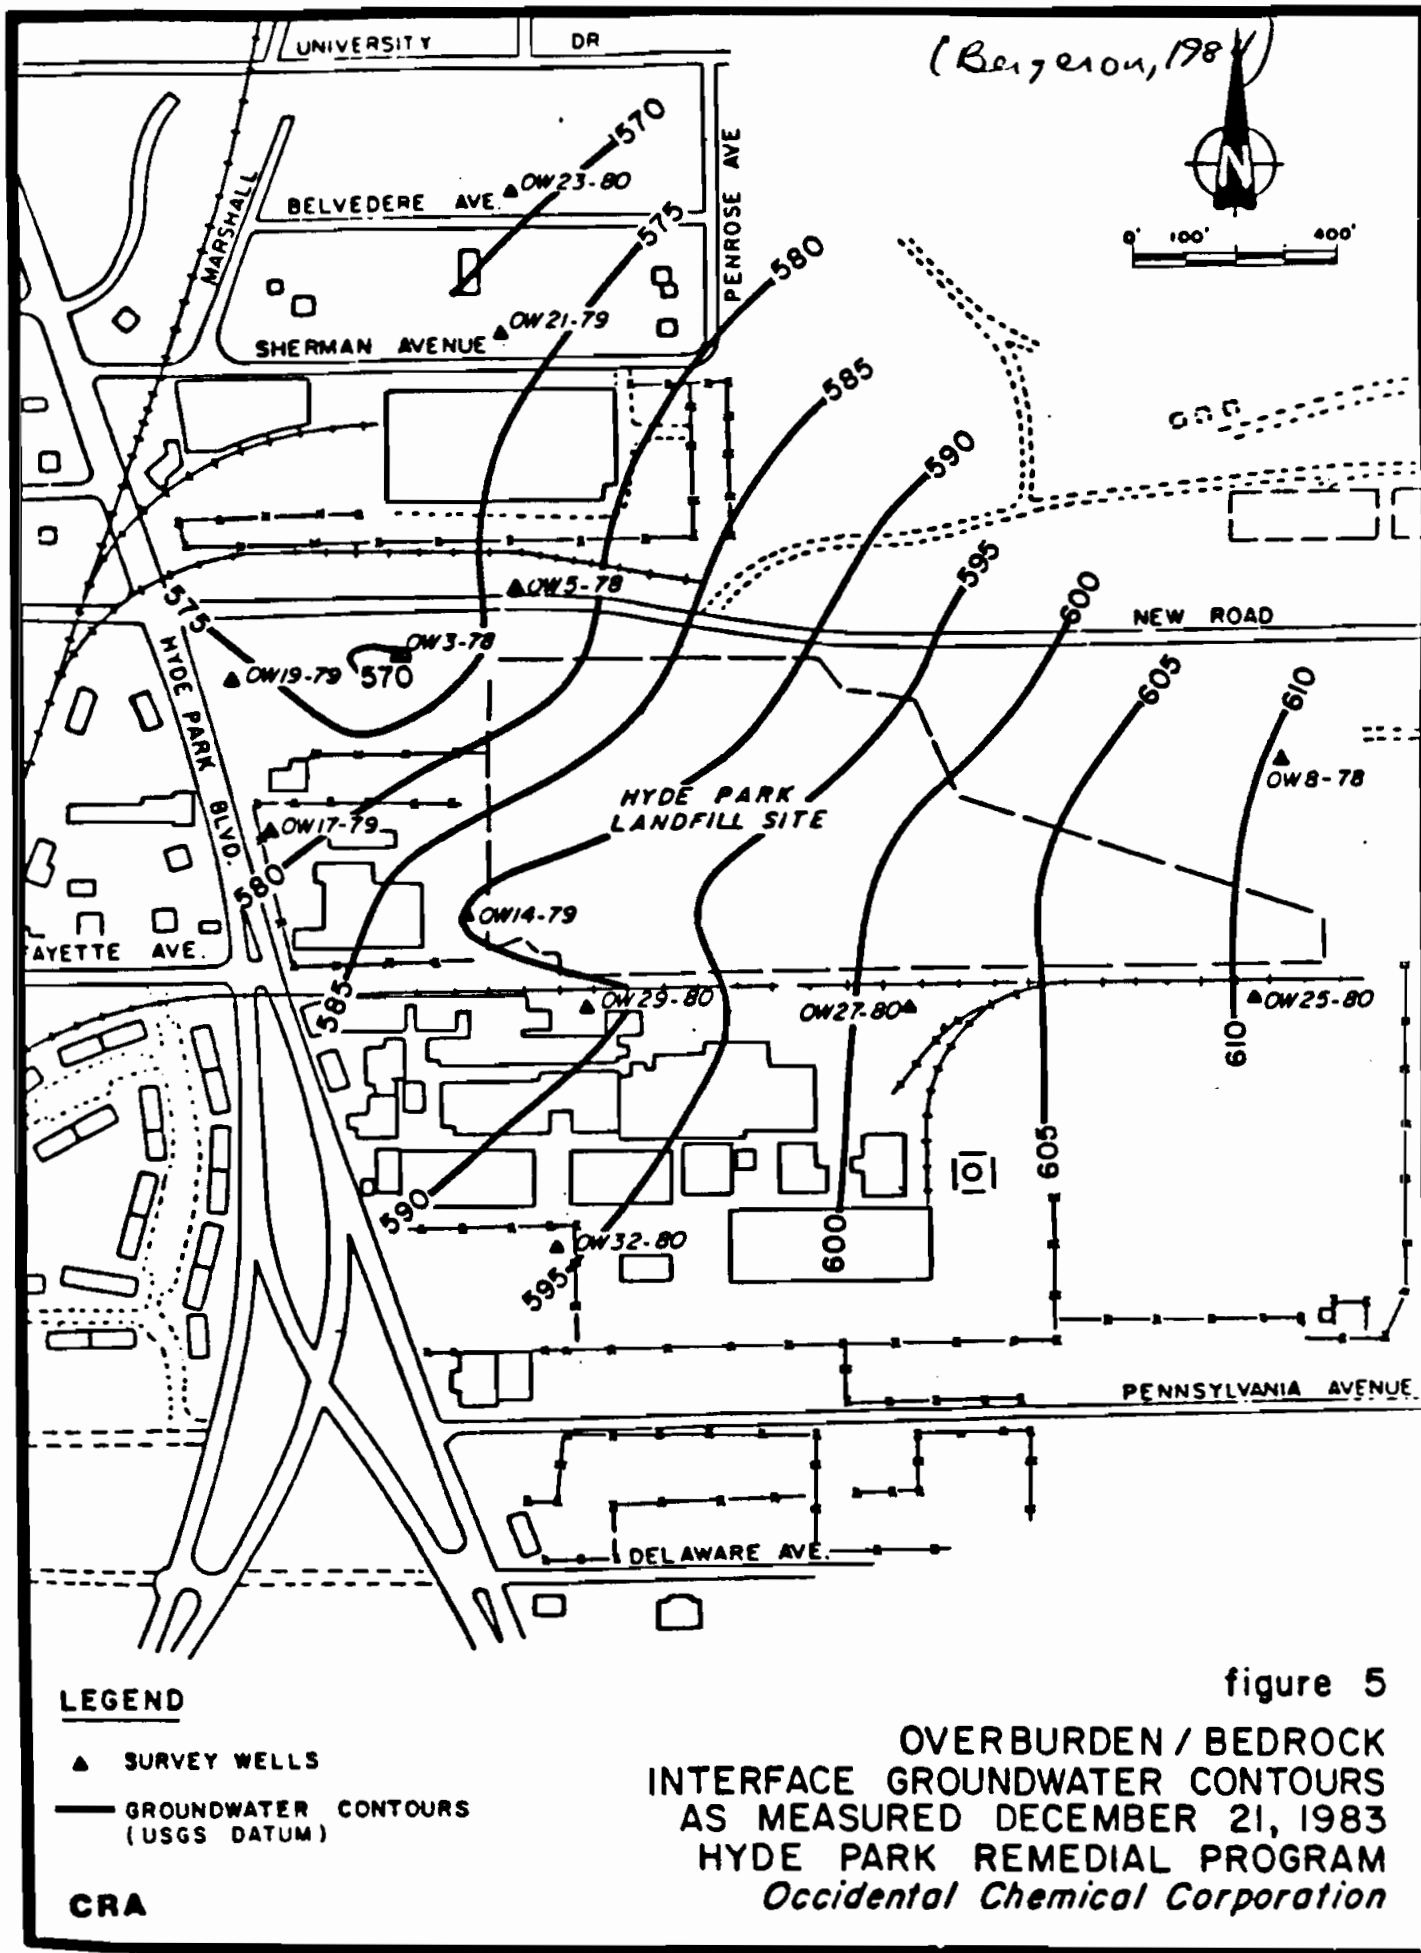 (Bergeron, 198
UNIVERSITY DR
570
PENROSE AVE
N
MARSHALL
OW23-80
BELVEDERE AVE.
575
580
0' 100' 400'
OW21-79
SHERMAN AVENUE
585
590
595
600
OW5-78
575
NEW ROAD
OW3-78
HYDE PARK BLVD.
OW19-79
570
605
610
OW8-78
HYDE PARK
LANDFILL SITE
OW17-79
580
OW14-79
AYETTE AVE.
585
OW29-80
OW27-80
OW25-80
610
605
590
600
OW32-80
595
PENNSYLVANIA AVENUE
DELAWARE AVE.
LEGEND
SURVEY WELLS
GROUNDWATER CONTOURS
(USGS DATUM)
CRA
figure 5
OVERBURDEN / BEDROCK
INTERFACE GROUNDWATER CONTOURS
AS MEASURED DECEMBER 21, 1983
HYDE PARK REMEDIAL PROGRAM
Occidental Chemical Corporation